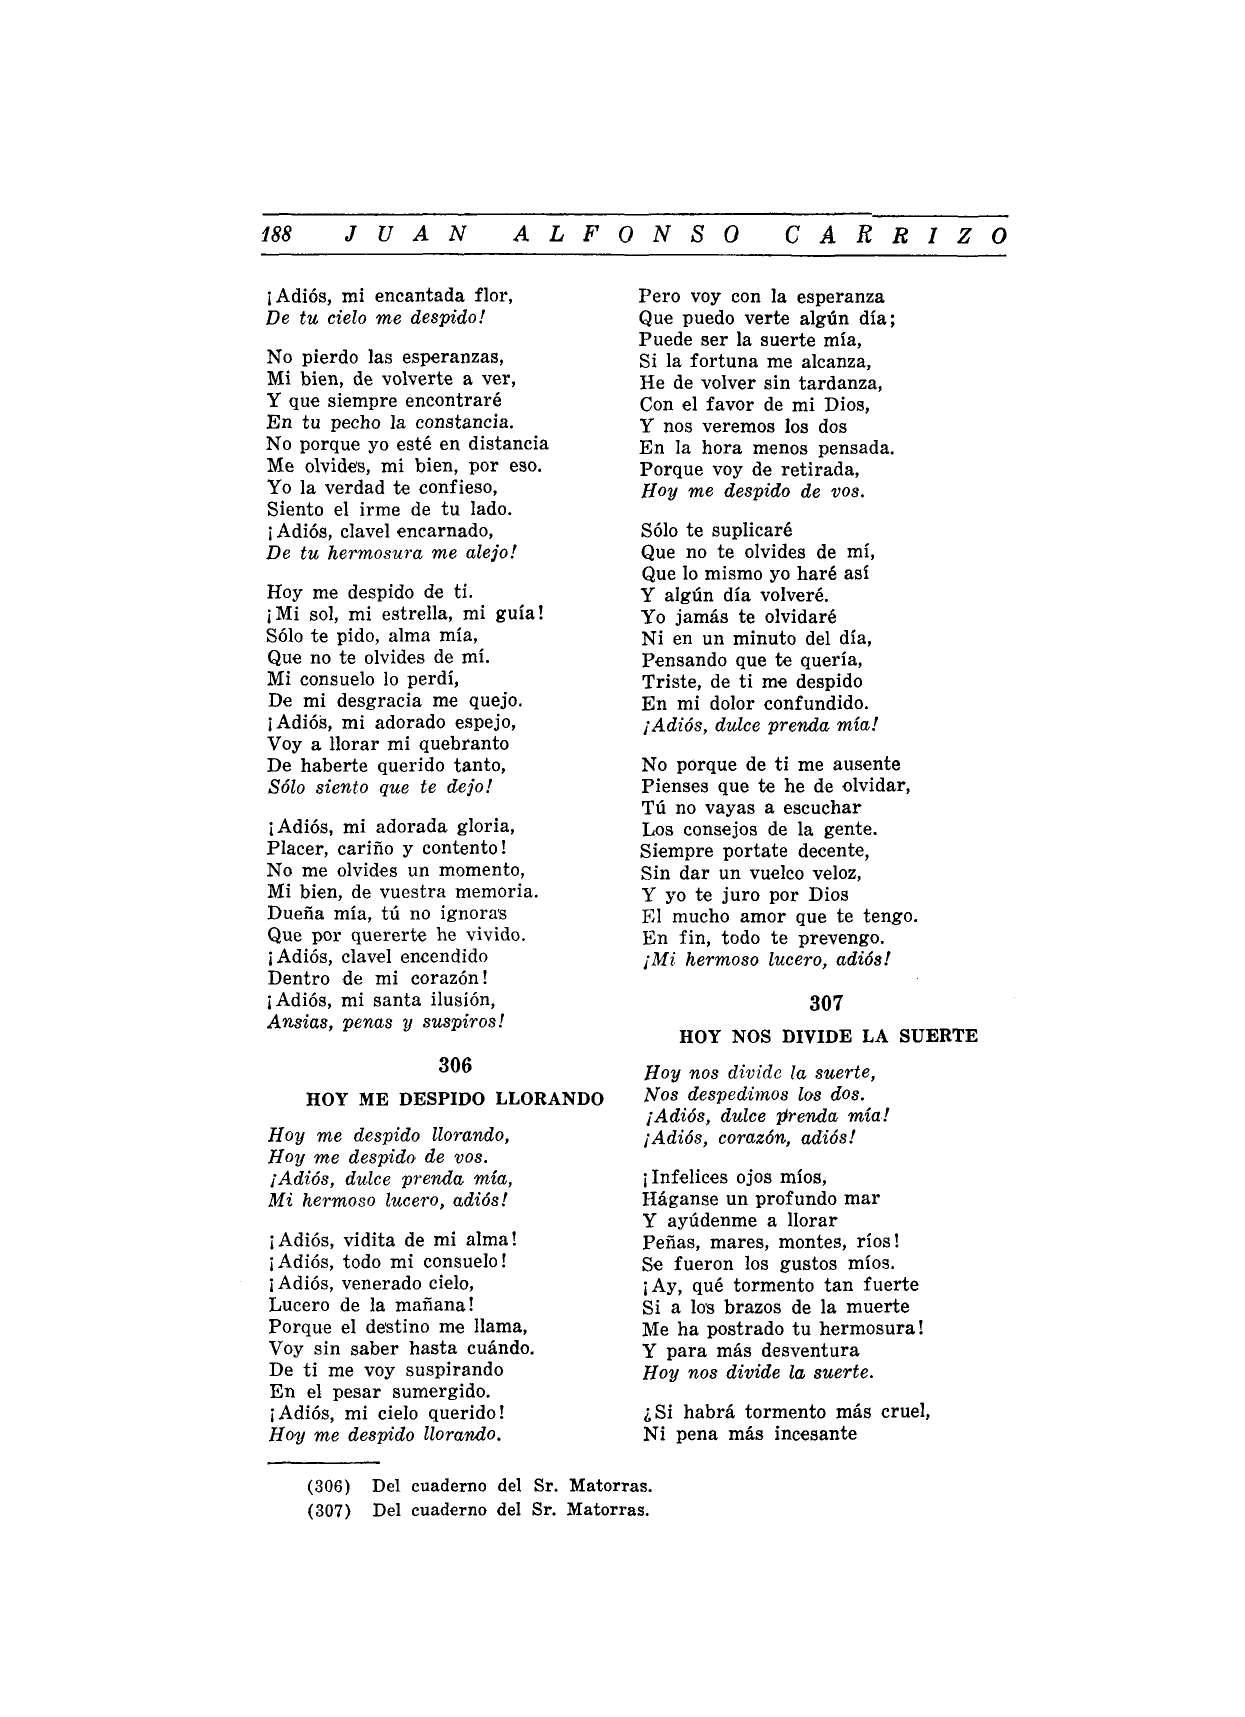 188 JUAN ALFONSO CARRIZO
¡Adiós, mi encantada flor,
De tu cielo me despido!
No pierdo las esperanzas,
Mi bien, de volverte a ver,
Y que siempre encontraré
En tu pecho la constancia.
No porque yo esté en distancia
Me olvides, mi bien, por eso.
Yo la verdad te confieso,
Siento el irme de tu lado.
¡Adiós, clavel encarnado,
De tu hermosura me alejo!
Hoy me despido de ti.
¡Mi sol, mi estrella, mi guía!
Sólo te pido, alma mía,
Que no te olvides de mí.
Mi consuelo lo perdí,
De mi desgracia me quejo.
¡Adiós, mi adorado espejo,
Voy a llorar mi quebranto
De haberte querido tanto,
Sólo siento que te dejo!
¡Adiós, mi adorada gloria,
Placer, cariño y contento!
No me olvides un momento,
Mi bien, de vuestra memoria.
Dueña mía, tú no ignoras
Que por quererte he vivido.
¡Adiós, clavel encendido
Dentro de mi corazón!
¡Adiós, mi santa ilusión,
Ansias, penas y suspiros!
306
HOY ME DESPIDO LLORANDO
Hoy me despido llorando,
Hoy me despido de vos.
¡Adiós, dulce prenda mía,
Mi hermoso lucero, adiós!
¡Adiós, vidita de mi alma!
¡Adiós, todo mi consuelo!
¡Adiós, venerado cielo,
Lucero de la mañana!
Porque el destino me llama,
Voy sin saber hasta cuándo.
De ti me voy suspirando
En el pesar sumergido.
¡Adiós, mi cielo querido!
Hoy me despido llorando.
Pero voy con la esperanza
Que puedo verte algún día;
Puede ser la suerte mía,
Si la fortuna me alcanza,
He de volver sin tardanza,
Con el favor de mi Dios,
Y nos veremos los dos
En la hora menos pensada.
Porque voy de retirada,
Hoy me despido de vos.
Sólo te suplicaré
Que no te olvides de mí,
Que lo mismo yo haré así
Y algún día volveré.
Yo jamás te olvidaré
Ni en un minuto del día,
Pensando que te quería,
Triste, de ti me despido
En mi dolor confundido.
¡Adiós, dulce prenda mía!
No porque de ti me ausente
Pienses que te he de olvidar,
Tú no vayas a escuchar
Los consejos de la gente.
Siempre portate decente,
Sin dar un vuelco veloz,
Y yo te juro por Dios
El mucho amor que te tengo.
En fin, todo te prevengo.
¡Mi hermoso lucero, adiós!
307
HOY NOS DIVIDE LA SUERTE
Hoy nos divide la suerte,
Nos despedimos los dos.
¡Adiós, dulce prenda mía!
¡Adiós, corazón, adiós!
¡Infelices ojos míos,
Háganse un profundo mar
Y ayúdenme a llorar
Peñas, mares, montes, ríos!
Se fueron los gustos míos.
¡Ay, qué tormento tan fuerte
Si a los brazos de la muerte
Me ha postrado tu hermosura!
Y para más desventura
Hoy nos divide la suerte.
¿Si habrá tormento más cruel,
Ni pena más incesante
(306) Del cuaderno del Sr. Matorras.
(307) Del cuaderno del Sr. Matorras.